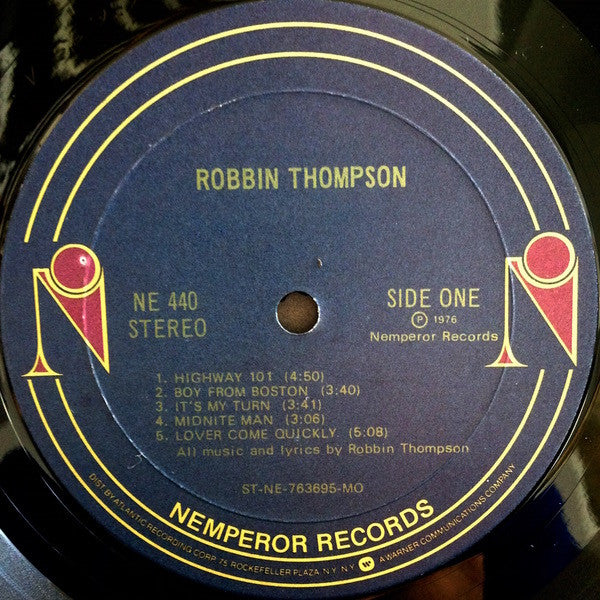 ROBBIN THOMPSON
NE 440
STEREO
SIDE ONE
℗ 1976
Nemperor Records
1. HIGHWAY 101 (4:50)
2. BOY FROM BOSTON (3:40)
3. IT'S MY TURN (3:41)
4. MIDNITE MAN (3:06)
5. LOVER COME QUICKLY (5:08)
All music and lyrics by Robbin Thompson
ST-NE-763695-MO
NEMPEROR RECORDS
DIST. BY ATLANTIC RECORDING CORP. 75 ROCKEFELLER PLAZA, N.Y. N.Y. A WARNER COMMUNICATIONS COMPANY